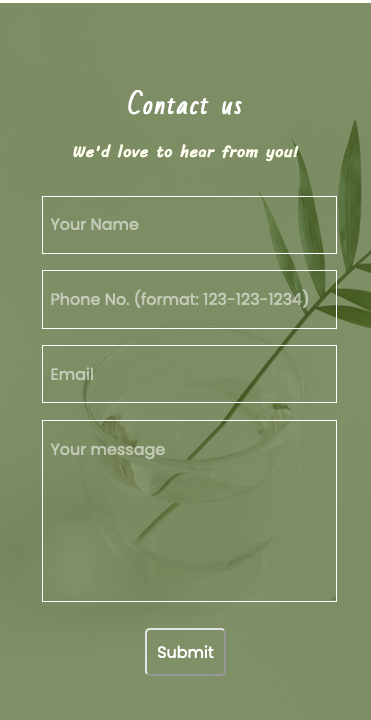 Contact us
We'd love to hear from you!
Your Name
Phone No. (format: 123-123-1234)
Email
Your message
Submit